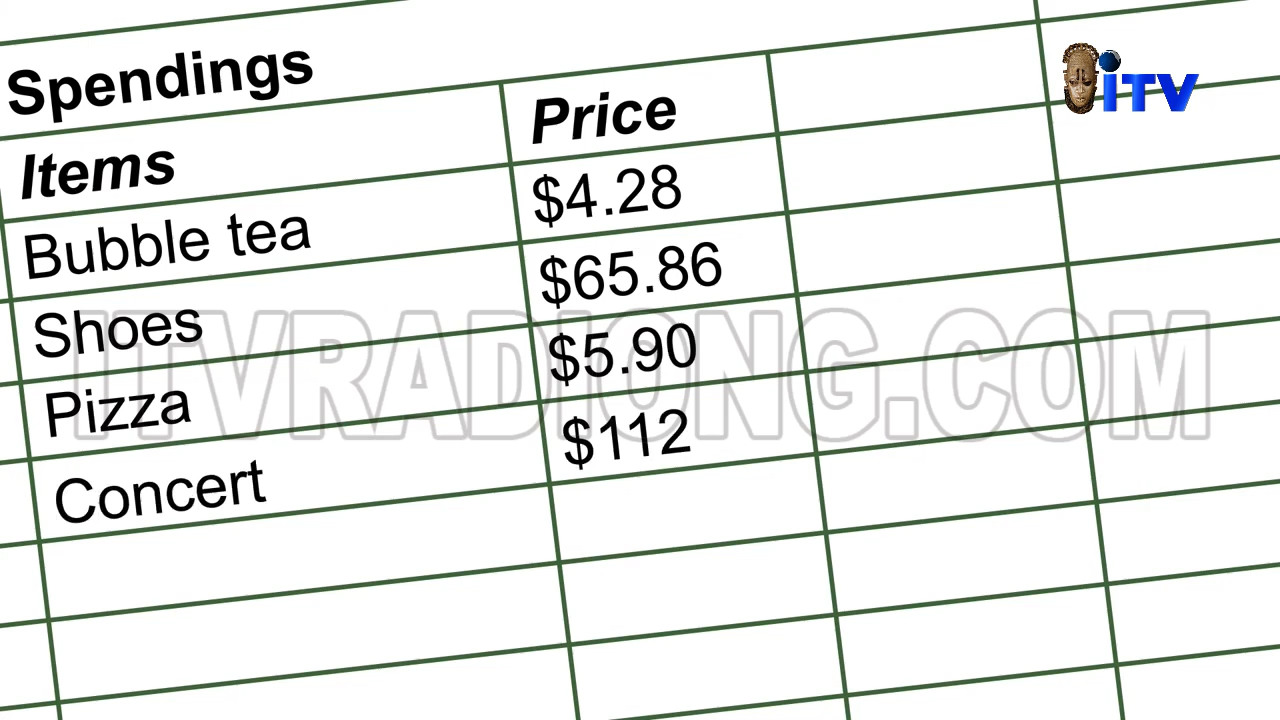 Spendings
Items Price
Bubble tea $4.28
Shoes $65.86
Pizza $5.90
Concert $112
iTV
ITVRADIONG.COM